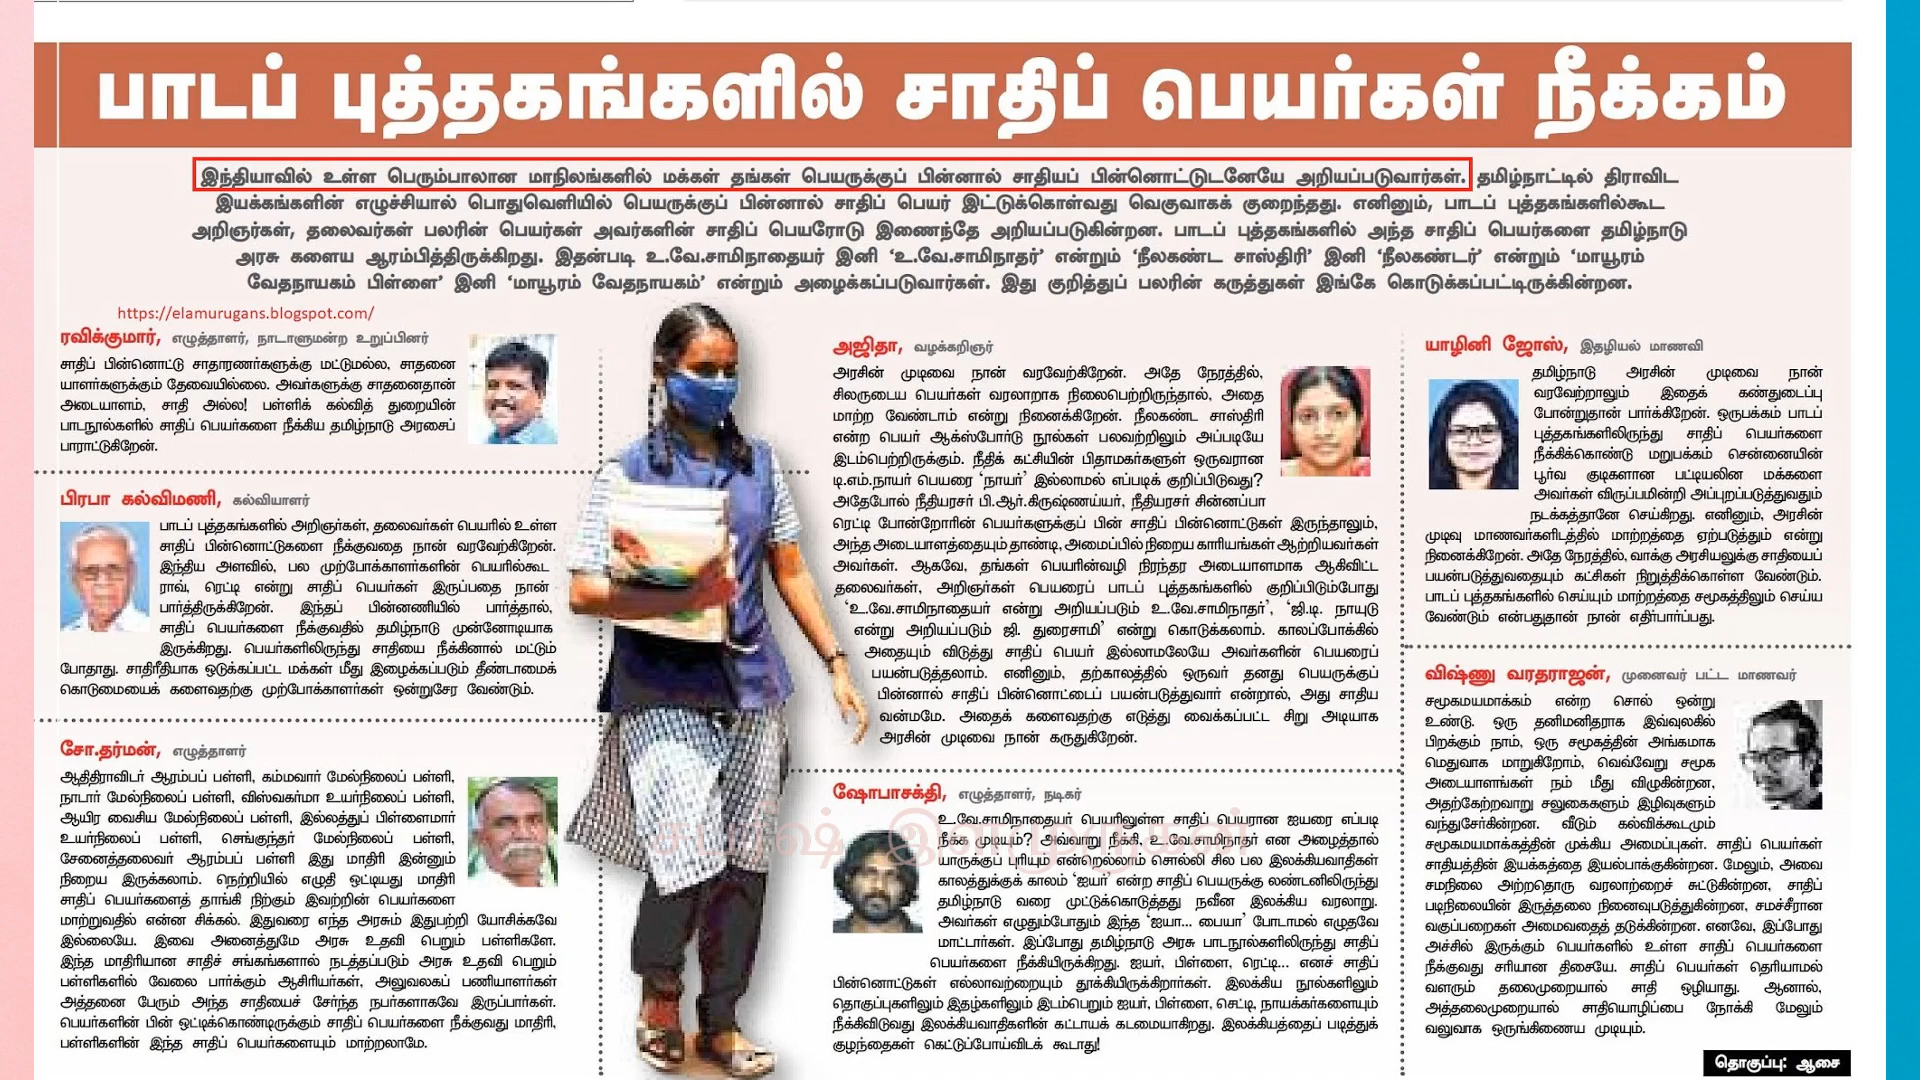 பாடப் புத்தகங்களில் சாதிப் பெயர்கள் நீக்கம்
இந்தியாவில் உள்ள பெரும்பாலான மாநிலங்களில் மக்கள் தங்கள் பெயருக்குப் பின்னால் சாதியப் பின்னொட்டுடனேயே அறியப்படுவார்கள். தமிழ்நாட்டில் திராவிட
இயக்கங்களின் எழுச்சியால் பொதுவெளியில் பெயருக்குப் பின்னால் சாதிப் பெயர் இட்டுக்கொள்வது வெகுவாகக் குறைந்தது. எனினும், பாடப் புத்தகங்களில்கூட
அறிஞர்கள், தலைவர்கள் பலரின் பெயர்கள் அவர்களின் சாதிப் பெயரோடு இணைந்தே அறியப்படுகின்றன. பாடப் புத்தகங்களில் அந்த சாதிப் பெயர்களை தமிழ்நாடு
அரசு களைய ஆரம்பித்திருக்கிறது. இதன்படி உ.வே.சாமிநாதையர் இனி ‘உ.வே.சாமிநாதர்’ என்றும் ‘நீலகண்ட சாஸ்திரி’ இனி ‘நீலகண்டர்’ என்றும் ‘மாயூரம்
வேதநாயகம் பிள்ளை’ இனி ‘மாயூரம் வேதநாயகம்’ என்றும் அழைக்கப்படுவார்கள். இது குறித்துப் பலரின் கருத்துகள் இங்கே கொடுக்கப்பட்டிருக்கின்றன.
https://elamurugans.blogspot.com/
ரவிக்குமார், எழுத்தாளர், நாடாளுமன்ற உறுப்பினர்
சாதிப் பின்னொட்டு சாதாரணர்களுக்கு மட்டுமல்ல, சாதனை
யாளர்களுக்கும் தேவையில்லை. அவர்களுக்கு சாதனைதான்
அடையாளம், சாதி அல்ல! பள்ளிக் கல்வித் துறையின்
பாடநூல்களில் சாதிப் பெயர்களை நீக்கிய தமிழ்நாடு அரசைப்
பாராட்டுகிறேன்.
பிரபா கல்விமணி, கல்வியாளர்
பாடப் புத்தகங்களில் அறிஞர்கள், தலைவர்கள் பெயரில் உள்ள
சாதிப் பின்னொட்டுகளை நீக்குவதை நான் வரவேற்கிறேன்.
இந்திய அளவில், பல முற்போக்காளர்களின் பெயரில்கூட
ராவ், ரெட்டி என்று சாதிப் பெயர்கள் இருப்பதை நான்
பார்த்திருக்கிறேன். இந்தப் பின்னணியில் பார்த்தால்,
சாதிப் பெயர்களை நீக்குவதில் தமிழ்நாடு முன்னோடியாக
இருக்கிறது. பெயர்களிலிருந்து சாதியை நீக்கினால் மட்டும்
போதாது. சாதிரீதியாக ஒடுக்கப்பட்ட மக்கள் மீது இழைக்கப்படும் தீண்டாமைக்
கொடுமையைக் களைவதற்கு முற்போக்காளர்கள் ஒன்றுசேர வேண்டும்.
சோ.தர்மன், எழுத்தாளர்
ஆதிதிராவிடர் ஆரம்பப் பள்ளி, கம்மவார் மேல்நிலைப் பள்ளி,
நாடார் மேல்நிலைப் பள்ளி, விஸ்வகர்மா உயர்நிலைப் பள்ளி,
ஆயிர வைசிய மேல்நிலைப் பள்ளி, இல்லத்துப் பிள்ளைமார்
உயர்நிலைப் பள்ளி, செங்குந்தர் மேல்நிலைப் பள்ளி,
சேனைத்தலைவர் ஆரம்பப் பள்ளி இது மாதிரி இன்னும்
நிறைய இருக்கலாம். நெற்றியில் எழுதி ஒட்டியது மாதிரி
சாதிப் பெயர்களைத் தாங்கி நிற்கும் இவற்றின் பெயர்களை
மாற்றுவதில் என்ன சிக்கல். இதுவரை எந்த அரசும் இதுபற்றி யோசிக்கவே
இல்லையே. இவை அனைத்துமே அரசு உதவி பெறும் பள்ளிகளே.
இந்த மாதிரியான சாதிச் சங்கங்களால் நடத்தப்படும் அரசு உதவி பெறும்
பள்ளிகளில் வேலை பார்க்கும் ஆசிரியர்கள், அலுவலகப் பணியாளர்கள்
அத்தனை பேரும் அந்த சாதியைச் சேர்ந்த நபர்களாகவே இருப்பார்கள்.
பெயர்களின் பின் ஒட்டிக்கொண்டிருக்கும் சாதிப் பெயர்களை நீக்குவது மாதிரி,
பள்ளிகளின் இந்த சாதிப் பெயர்களையும் மாற்றலாமே.
அஜிதா, வழக்கறிஞர்
அரசின் முடிவை நான் வரவேற்கிறேன். அதே நேரத்தில்,
சிலருடைய பெயர்கள் வரலாறாக நிலைபெற்றிருந்தால், அதை
மாற்ற வேண்டாம் என்று நினைக்கிறேன். நீலகண்ட சாஸ்திரி
என்ற பெயர் ஆக்ஸ்போர்டு நூல்கள் பலவற்றிலும் அப்படியே
இடம்பெற்றிருக்கும். நீதிக் கட்சியின் பிதாமகர்களுள் ஒருவரான
டி.எம்.நாயர் பெயரை ‘நாயர்’ இல்லாமல் எப்படிக் குறிப்பிடுவது?
அதேபோல் நீதியரசர் பி.ஆர்.கிருஷ்ணய்யர், நீதியரசர் சின்னப்பா
ரெட்டி போன்றோரின் பெயர்களுக்குப் பின் சாதிப் பின்னொட்டுகள் இருந்தாலும்,
அந்த அடையாளத்தையும் தாண்டி, அமைப்பில் நிறைய காரியங்கள் ஆற்றியவர்கள்
அவர்கள். ஆகவே, தங்கள் பெயரின்வழி நிரந்தர அடையாளமாக ஆகிவிட்ட
தலைவர்கள், அறிஞர்கள் பெயரைப் பாடப் புத்தகங்களில் குறிப்பிடும்போது
‘உ.வே.சாமிநாதையர் என்று அறியப்படும் உ.வே.சாமிநாதர்’, ‘ஜி.டி. நாயுடு
என்று அறியப்படும் ஜி. துரைசாமி’ என்று கொடுக்கலாம். காலப்போக்கில்
அதையும் விடுத்து சாதிப் பெயர் இல்லாமலேயே அவர்களின் பெயரைப்
பயன்படுத்தலாம். எனினும், தற்காலத்தில் ஒருவர் தனது பெயருக்குப்
பின்னால் சாதிப் பின்னொட்டைப் பயன்படுத்துவார் என்றால், அது சாதிய
வன்மமே. அதைக் களைவதற்கு எடுத்து வைக்கப்பட்ட சிறு அடியாக
அரசின் முடிவை நான் கருதுகிறேன்.
ஷோபாசக்தி, எழுத்தாளர், நடிகர்
உ.வே.சாமிநாதையர் பெயரிலுள்ள சாதிப் பெயரான ஐயரை எப்படி
நீக்க முடியும்? அவ்வாறு நீக்கி, உ.வே.சாமிநாதர் என அழைத்தால்
யாருக்குப் புரியும் என்றெல்லாம் சொல்லி சில பல இலக்கியவாதிகள்
காலத்துக்குக் காலம் ‘ஐயர்’ என்ற சாதிப் பெயருக்கு லண்டனிலிருந்து
தமிழ்நாடு வரை முட்டுக்கொடுத்தது நவீன இலக்கிய வரலாறு.
அவர்கள் எழுதும்போதும் இந்த ‘ஐயா... பையா’ போடாமல் எழுதவே
மாட்டார்கள். இப்போது தமிழ்நாடு அரசு பாடநூல்களிலிருந்து சாதிப்
பெயர்களை நீக்கியிருக்கிறது. ஐயர், பிள்ளை, ரெட்டி... எனச் சாதிப்
பின்னொட்டுகள் எல்லாவற்றையும் தூக்கியிருக்கிறார்கள். இலக்கிய நூல்களிலும்
தொகுப்புகளிலும் இதழ்களிலும் இடம்பெறும் ஐயர், பிள்ளை, செட்டி, நாயக்கர்களையும்
நீக்கிவிடுவது இலக்கியவாதிகளின் கட்டாயக் கடமையாகிறது. இலக்கியத்தைப் படித்துக்
குழந்தைகள் கெட்டுப்போய்விடக் கூடாது!
யாழினி ஜோஸ், இதழியல் மாணவி
தமிழ்நாடு அரசின் முடிவை நான்
வரவேற்றாலும் இதைக் கண்துடைப்பு
போன்றுதான் பார்க்கிறேன். ஒருபக்கம் பாடப்
புத்தகங்களிலிருந்து சாதிப் பெயர்களை
நீக்கிக்கொண்டு மறுபக்கம் சென்னையின்
பூர்வ குடிகளான பட்டியலின மக்களை
அவர்கள் விருப்பமின்றி அப்புறப்படுத்துவதும்
நடக்கத்தானே செய்கிறது. எனினும், அரசின்
முடிவு மாணவர்களிடத்தில் மாற்றத்தை ஏற்படுத்தும் என்று
நினைக்கிறேன். அதே நேரத்தில், வாக்கு அரசியலுக்கு சாதியைப்
பயன்படுத்துவதையும் கட்சிகள் நிறுத்திக்கொள்ள வேண்டும்.
பாடப் புத்தகங்களில் செய்யும் மாற்றத்தை சமூகத்திலும் செய்ய
வேண்டும் என்பதுதான் நான் எதிர்பார்ப்பது.
விஷ்ணு வரதராஜன், முனைவர் பட்ட மாணவர்
சமூகமயமாக்கம் என்ற சொல் ஒன்று
உண்டு. ஒரு தனிமனிதராக இவ்வுலகில்
பிறக்கும் நாம், ஒரு சமூகத்தின் அங்கமாக
மெதுவாக மாறுகிறோம், வெவ்வேறு சமூக
அடையாளங்கள் நம் மீது விழுகின்றன,
அதற்கேற்றவாறு சலுகைகளும் இழிவுகளும்
வந்துசேர்கின்றன. வீடும் கல்விக்கூடமும்
சமூகமயமாக்கத்தின் முக்கிய அமைப்புகள். சாதிப் பெயர்கள்
சாதியத்தின் இயக்கத்தை இயல்பாக்குகின்றன. மேலும், அவை
சமநிலை அற்றதொரு வரலாற்றைச் சுட்டுகின்றன, சாதிப்
படிநிலையின் இருத்தலை நினைவுபடுத்துகின்றன, சமச்சீரான
வகுப்பறைகள் அமைவதைத் தடுக்கின்றன. எனவே, இப்போது
அச்சில் இருக்கும் பெயர்களில் உள்ள சாதிப் பெயர்களை
நீக்குவது சரியான திசையே. சாதிப் பெயர்கள் தெரியாமல்
வளரும் தலைமுறையால் சாதி ஒழியாது. ஆனால்,
அத்தலைமுறையால் சாதியொழிப்பை நோக்கி மேலும்
வலுவாக ஒருங்கிணைய முடியும்.
சபரிஷ் இளமுருகன்
தொகுப்பு: ஆசை